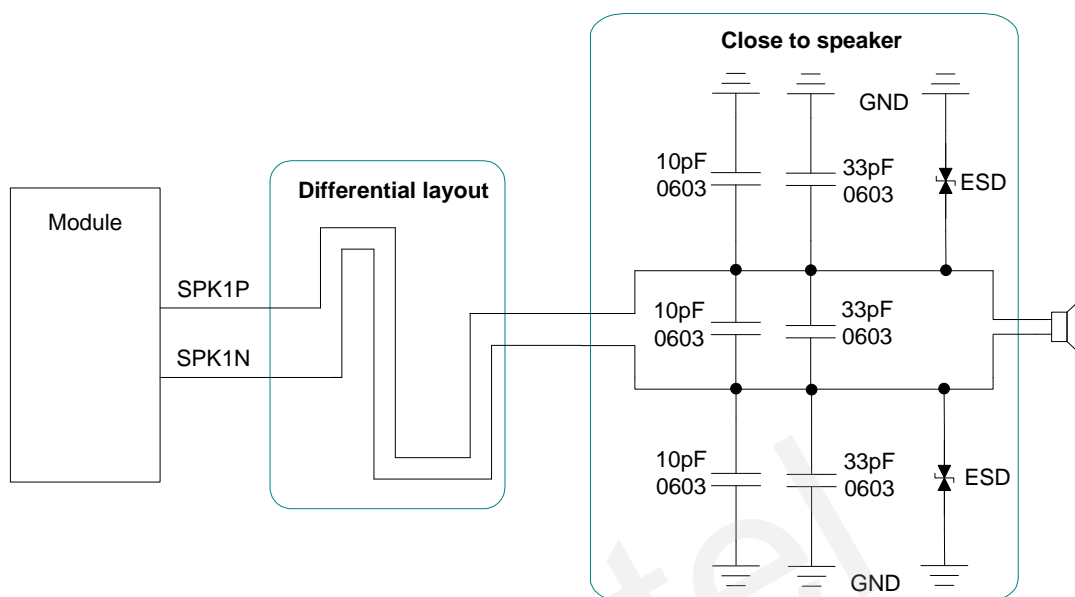 Close to speaker
GND
10pF
0603
33pF
0603
ESD
Differential layout
Module
SPK1P
10pF
0603
33pF
0603
SPK1N
10pF
0603
33pF
0603
ESD
GND